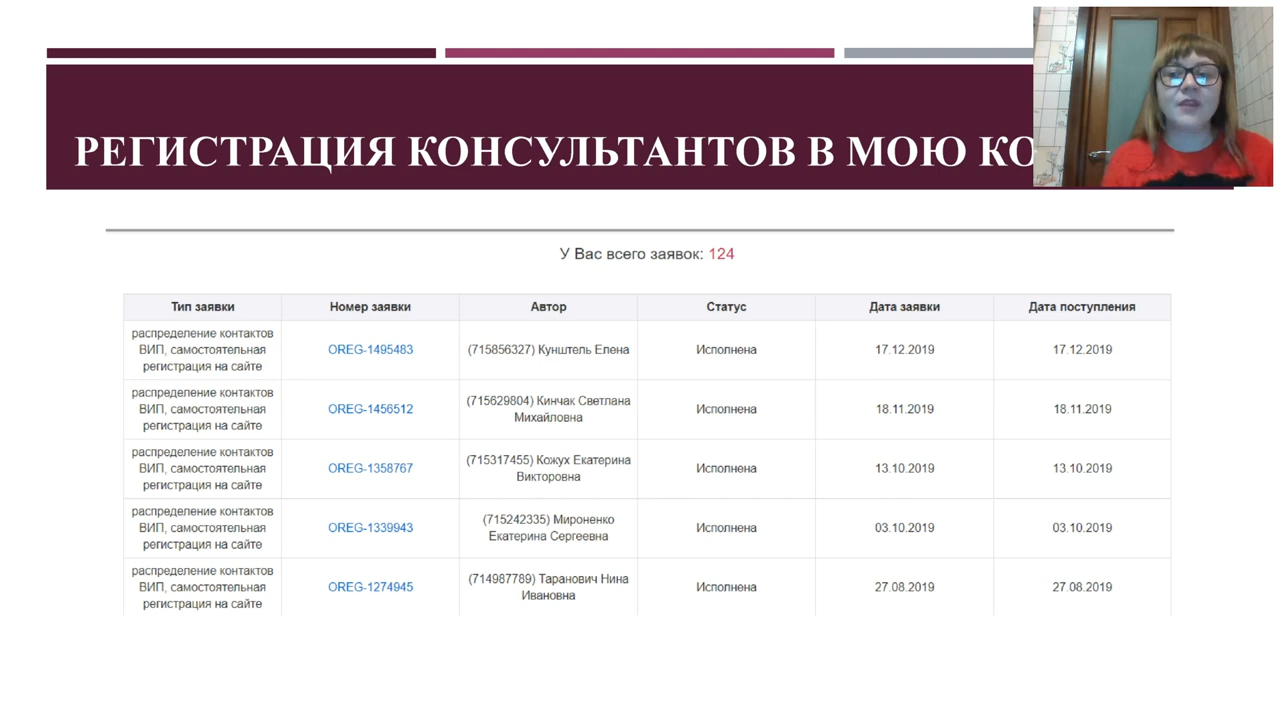 РЕГИСТРАЦИЯ КОНСУЛЬТАНТОВ В МОЮ КО
У Вас всего заявок: 124
Тип заявки Номер заявки Автор Статус Дата заявки Дата поступления
распределение контактов
ВИП, самостоятельная
регистрация на сайте
OREG-1495483
(715856327) Кунштель Елена
Исполнена
17.12.2019
17.12.2019
распределение контактов
ВИП, самостоятельная
регистрация на сайте
OREG-1456512
(715629804) Кинчак Светлана
Михайловна
Исполнена
18.11.2019
18.11.2019
распределение контактов
ВИП, самостоятельная
регистрация на сайте
OREG-1358767
(715317455) Кожух Екатерина
Викторовна
Исполнена
13.10.2019
13.10.2019
распределение контактов
ВИП, самостоятельная
регистрация на сайте
OREG-1339943
(715242335) Мироненко
Екатерина Сергеевна
Исполнена
03.10.2019
03.10.2019
распределение контактов
ВИП, самостоятельная
регистрация на сайте
OREG-1274945
(714987789) Таранович Нина
Ивановна
Исполнена
27.08.2019
27.08.2019